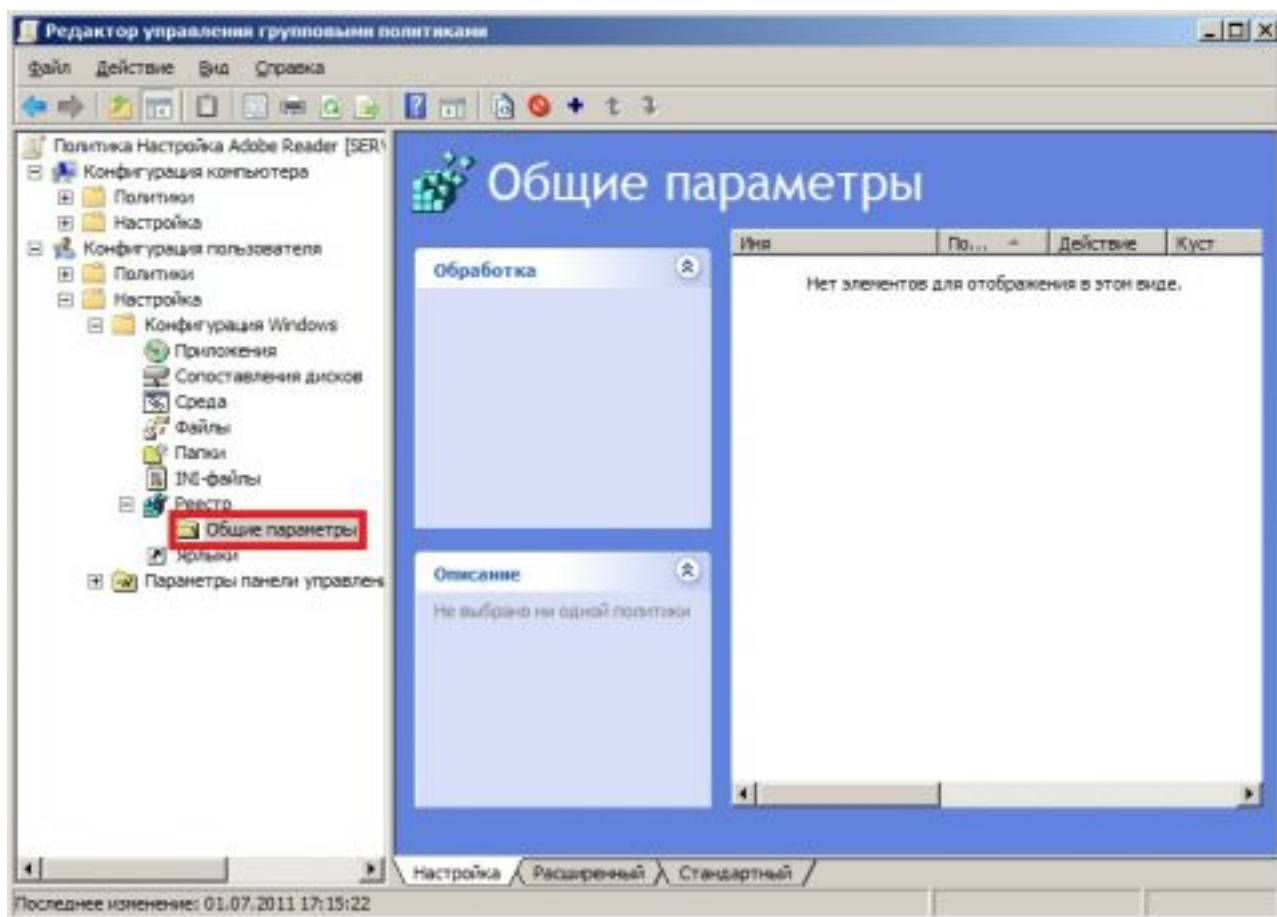 Редактор управления групповыми политиками
Файл Действие Вид Справка
Политика Настройка Adobe Reader [SERV
Конфигурация компьютера
Политики
Настройка
Конфигурация пользователя
Политики
Настройка
Конфигурация Windows
Приложения
Сопоставления дисков
Среда
Файлы
Папки
INI-файлы
Реестр
Общие параметры
Ярлыки
Параметры панели управлен
Общие параметры
Обработка
Описание
Не выбрано ни одной политики
Имя По... Действие Куст
Нет элементов для отображения в этом виде.
Настройка Расширенный Стандартный
Последнее изменение: 01.07.2011 17:15:22